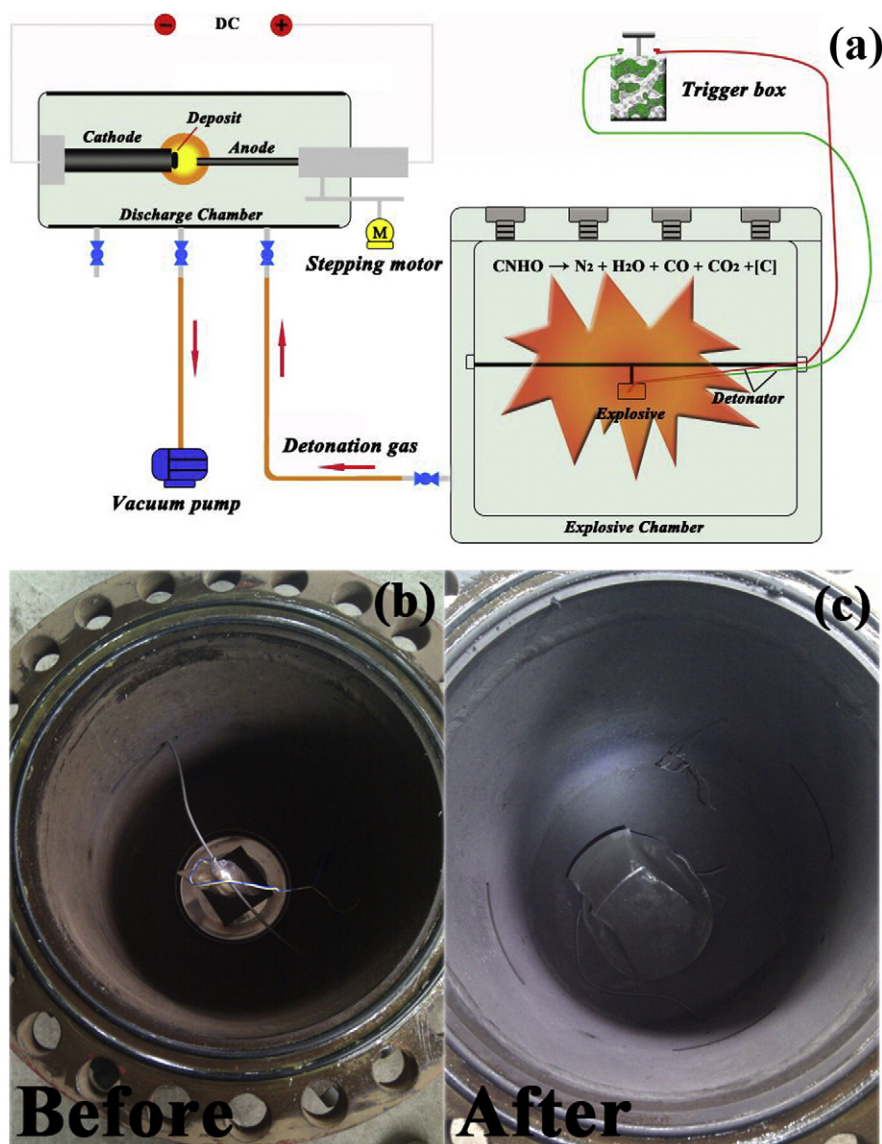 DC
(a)
Trigger box
Deposit
Cathode
Anode
Discharge Chamber
M
Stepping motor
CNHO → N2 + H2O + CO + CO2 +[C]
Detonator
Explosive
Detonation gas
Vacuum pump
Explosive Chamber
(b)
(c)
Before
After